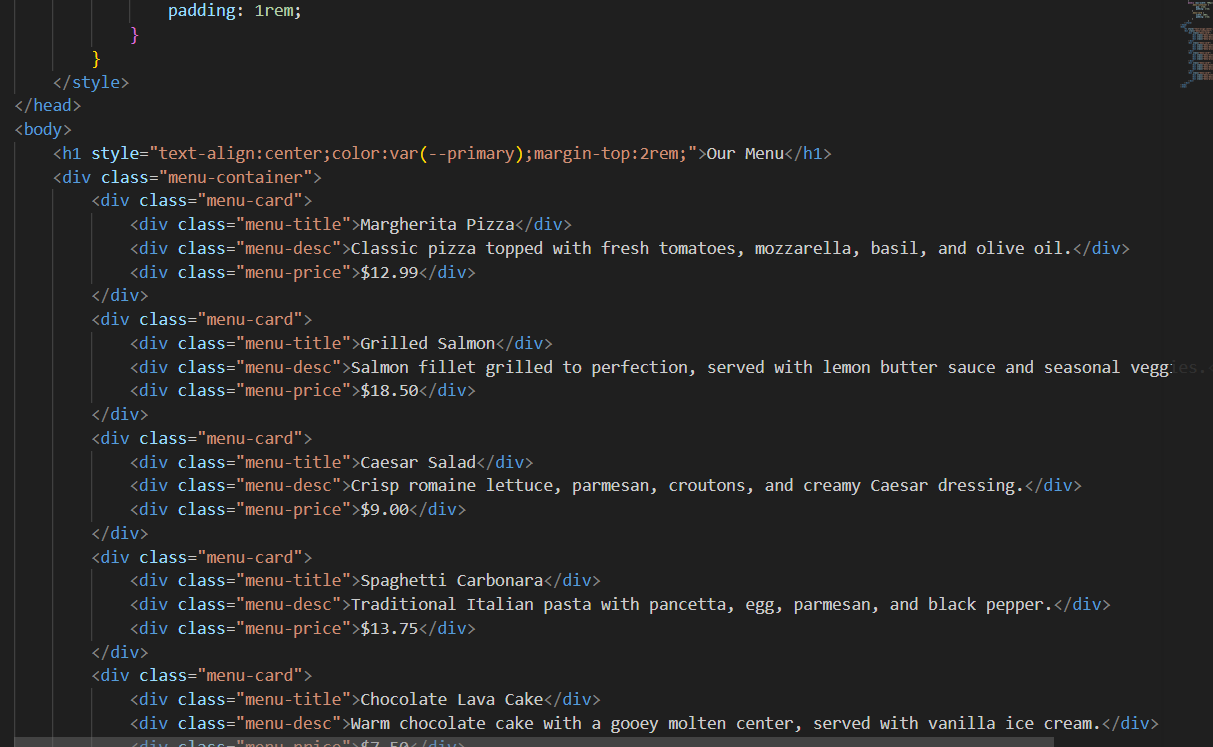 padding: 1rem;
        }
    }
    </style>
</head>
<body>
    <h1 style="text-align:center;color:var(--primary);margin-top:2rem;">Our Menu</h1>
    <div class="menu-container">
        <div class="menu-card">
            <div class="menu-title">Margherita Pizza</div>
            <div class="menu-desc">Classic pizza topped with fresh tomatoes, mozzarella, basil, and olive oil.</div>
            <div class="menu-price">$12.99</div>
        </div>
        <div class="menu-card">
            <div class="menu-title">Grilled Salmon</div>
            <div class="menu-desc">Salmon fillet grilled to perfection, served with lemon butter sauce and seasonal veggies.
            <div class="menu-price">$18.50</div>
        </div>
        <div class="menu-card">
            <div class="menu-title">Caesar Salad</div>
            <div class="menu-desc">Crisp romaine lettuce, parmesan, croutons, and creamy Caesar dressing.</div>
            <div class="menu-price">$9.00</div>
        </div>
        <div class="menu-card">
            <div class="menu-title">Spaghetti Carbonara</div>
            <div class="menu-desc">Traditional Italian pasta with pancetta, egg, parmesan, and black pepper.</div>
            <div class="menu-price">$13.75</div>
        </div>
        <div class="menu-card">
            <div class="menu-title">Chocolate Lava Cake</div>
            <div class="menu-desc">Warm chocolate cake with a gooey molten center, served with vanilla ice cream.</div>
            <div class="menu-price">$7.50</div>